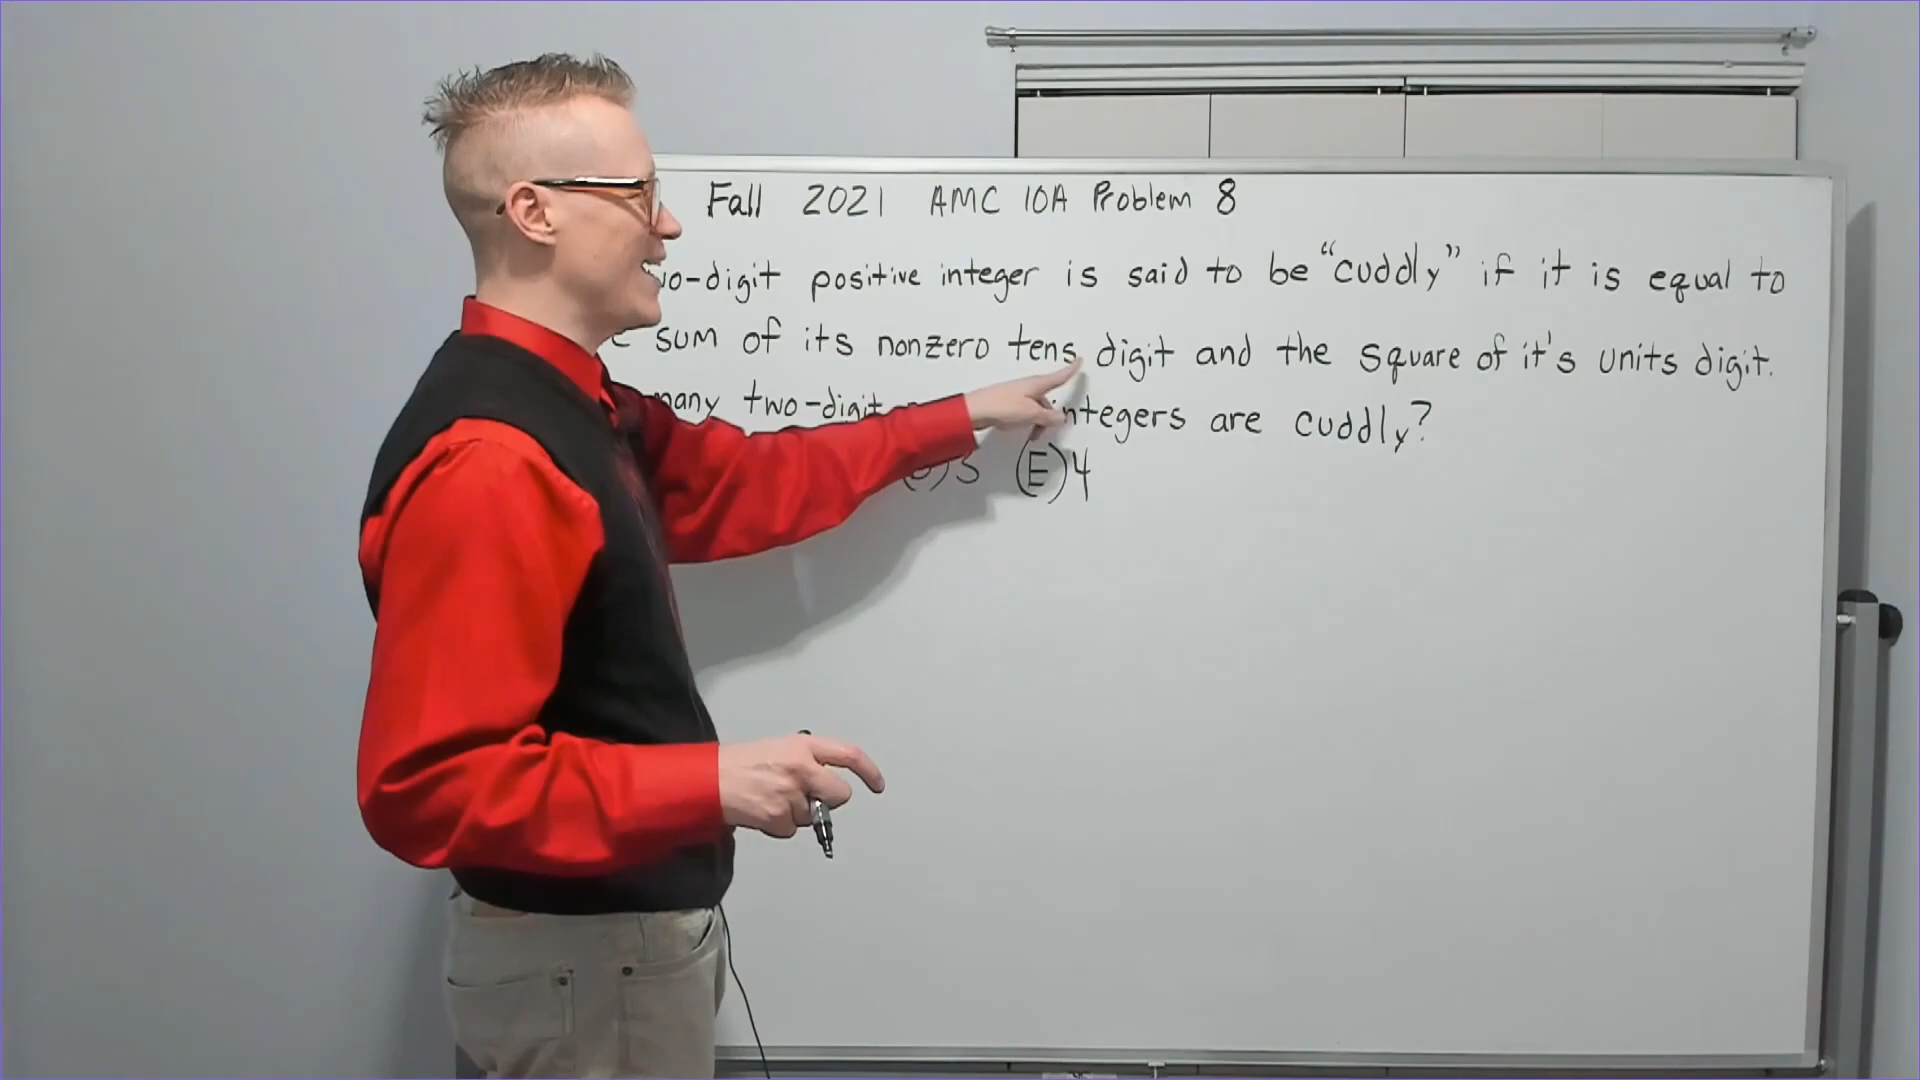 Fall 2021 AMC 10A Problem 8
wo-digit positive integer is said to be "cuddly" if it is equal to
sum of its nonzero tens digit and the square of it's units digit.
many two-digit integers are cuddly?
(E) 4